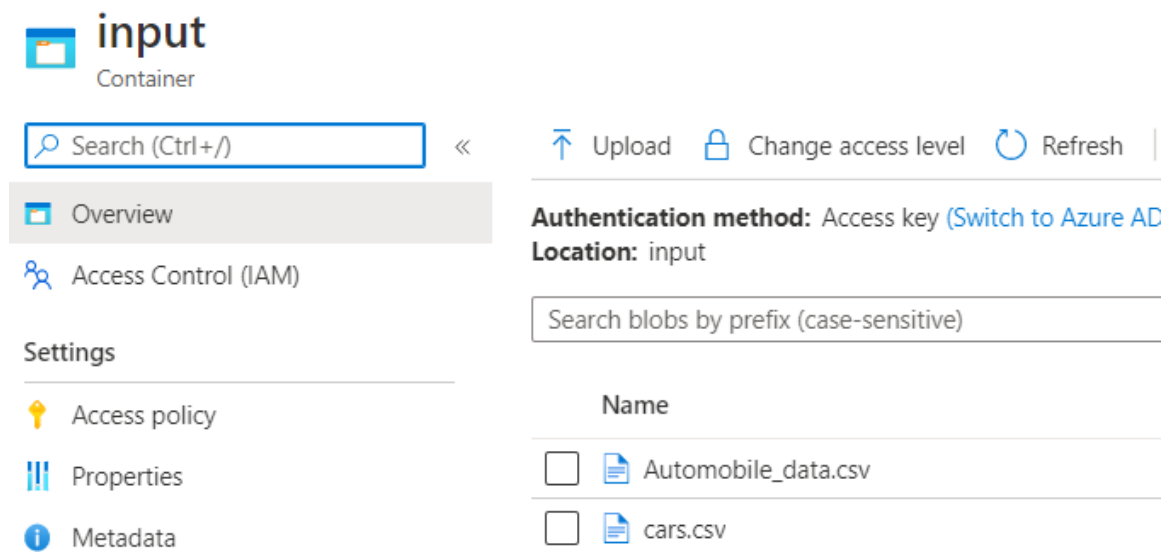 input
Container
Search (Ctrl+/)
«
Overview
Access Control (IAM)
Settings
Access policy
Properties
Metadata
Upload
Change access level
Refresh
Authentication method: Access key (Switch to Azure AD
Location: input
Search blobs by prefix (case-sensitive)
Name
Automobile_data.csv
cars.csv